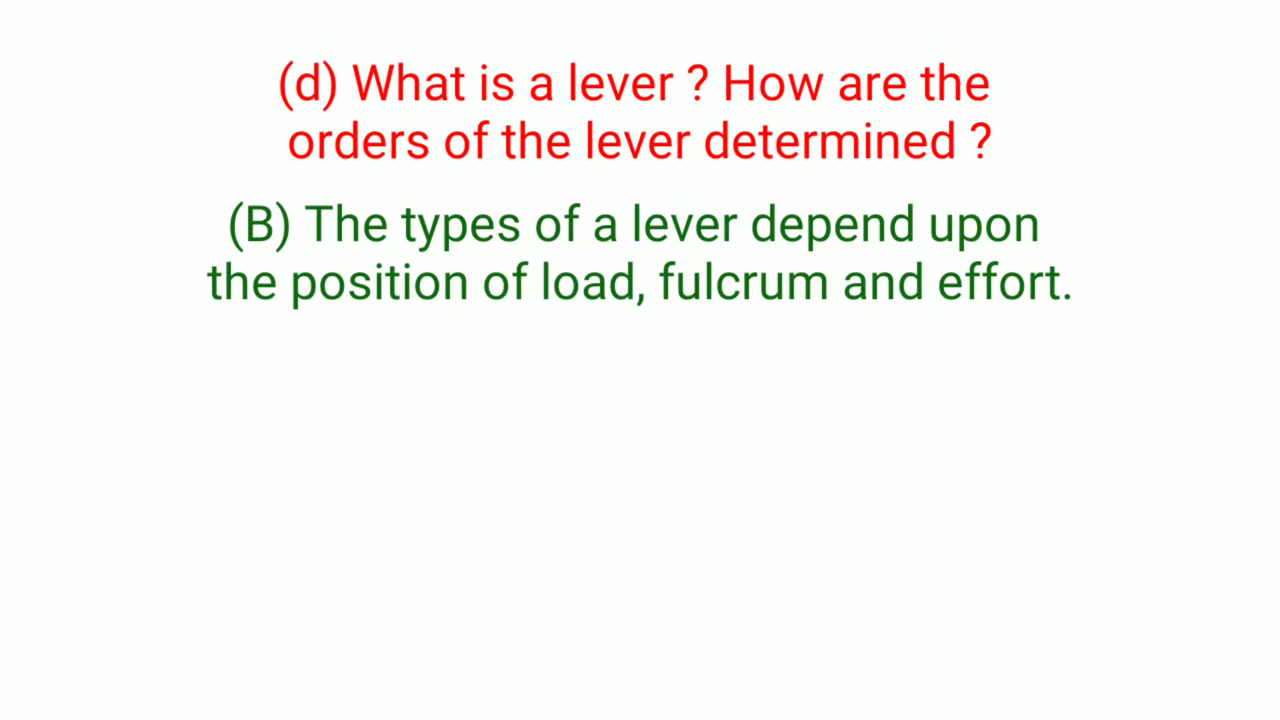 (d) What is a lever ? How are the
orders of the lever determined ?
(B) The types of a lever depend upon
the position of load, fulcrum and effort.